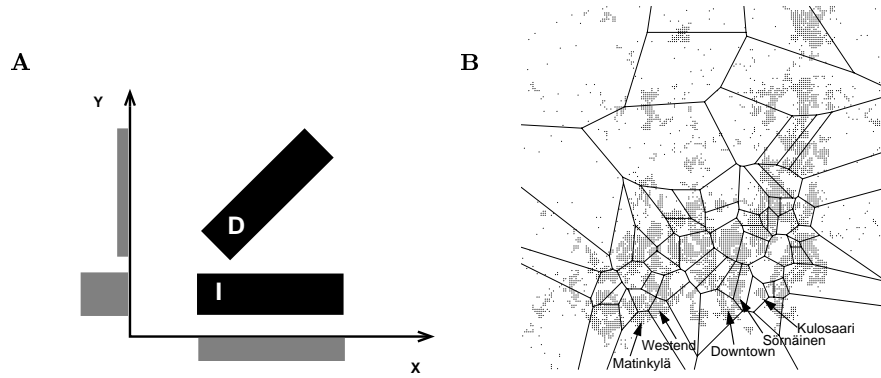 A
Y
D
I
X
B
Kulosaari
Sörnäinen
Westend
Downtown
Matinkylä